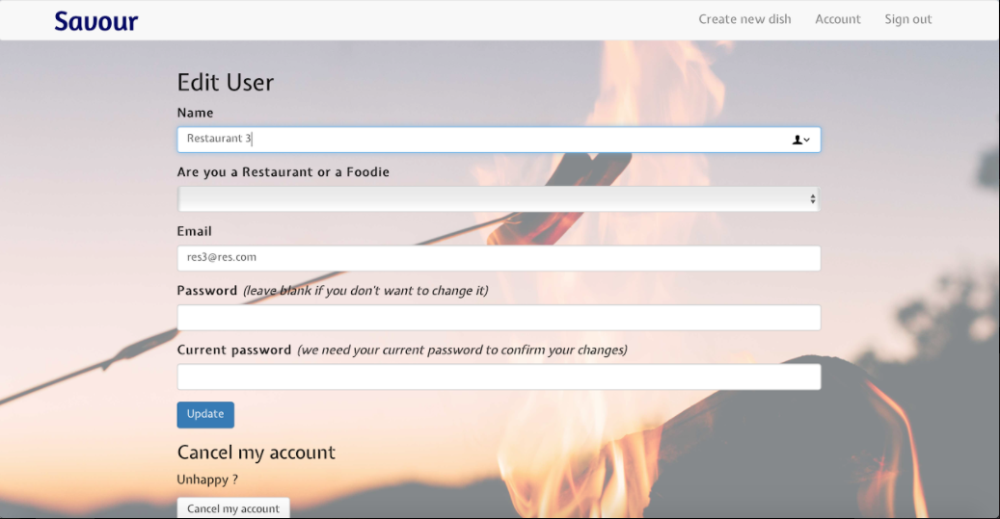 Savour
Create new dish Account Sign out
Edit User
Name
Restaurant 3
Are you a Restaurant or a Foodie
Email
res3@res.com
Password (leave blank if you don't want to change it)
Current password (we need your current password to confirm your changes)
Update
Cancel my account
Unhappy ?
Cancel my account